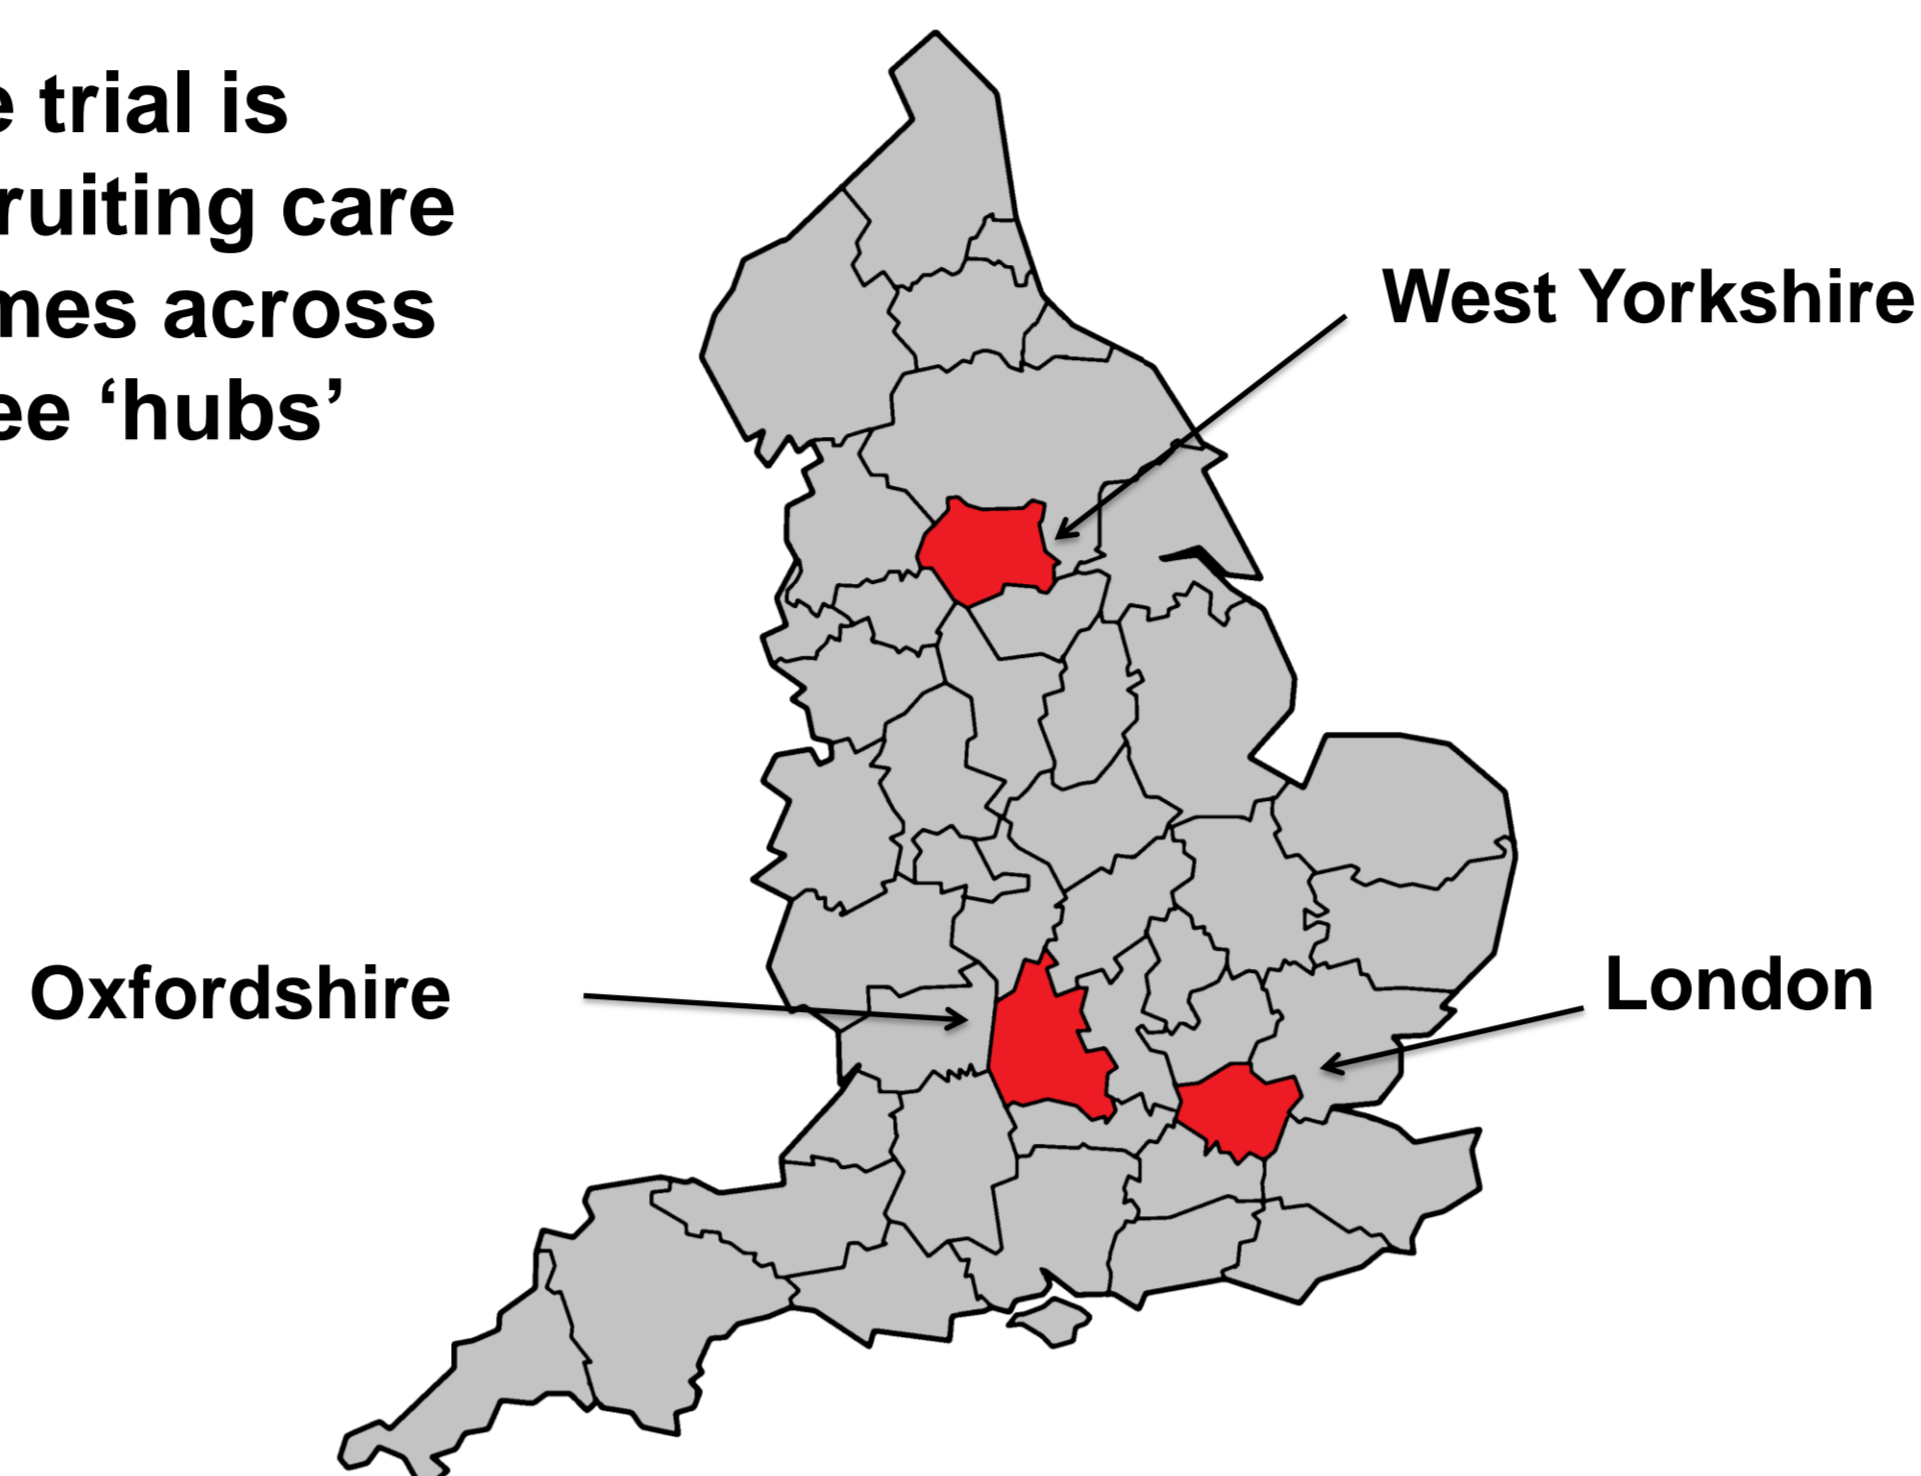 e trial is
ruiting care
mes across
ee ‘hubs’
West Yorkshire
Oxfordshire
London